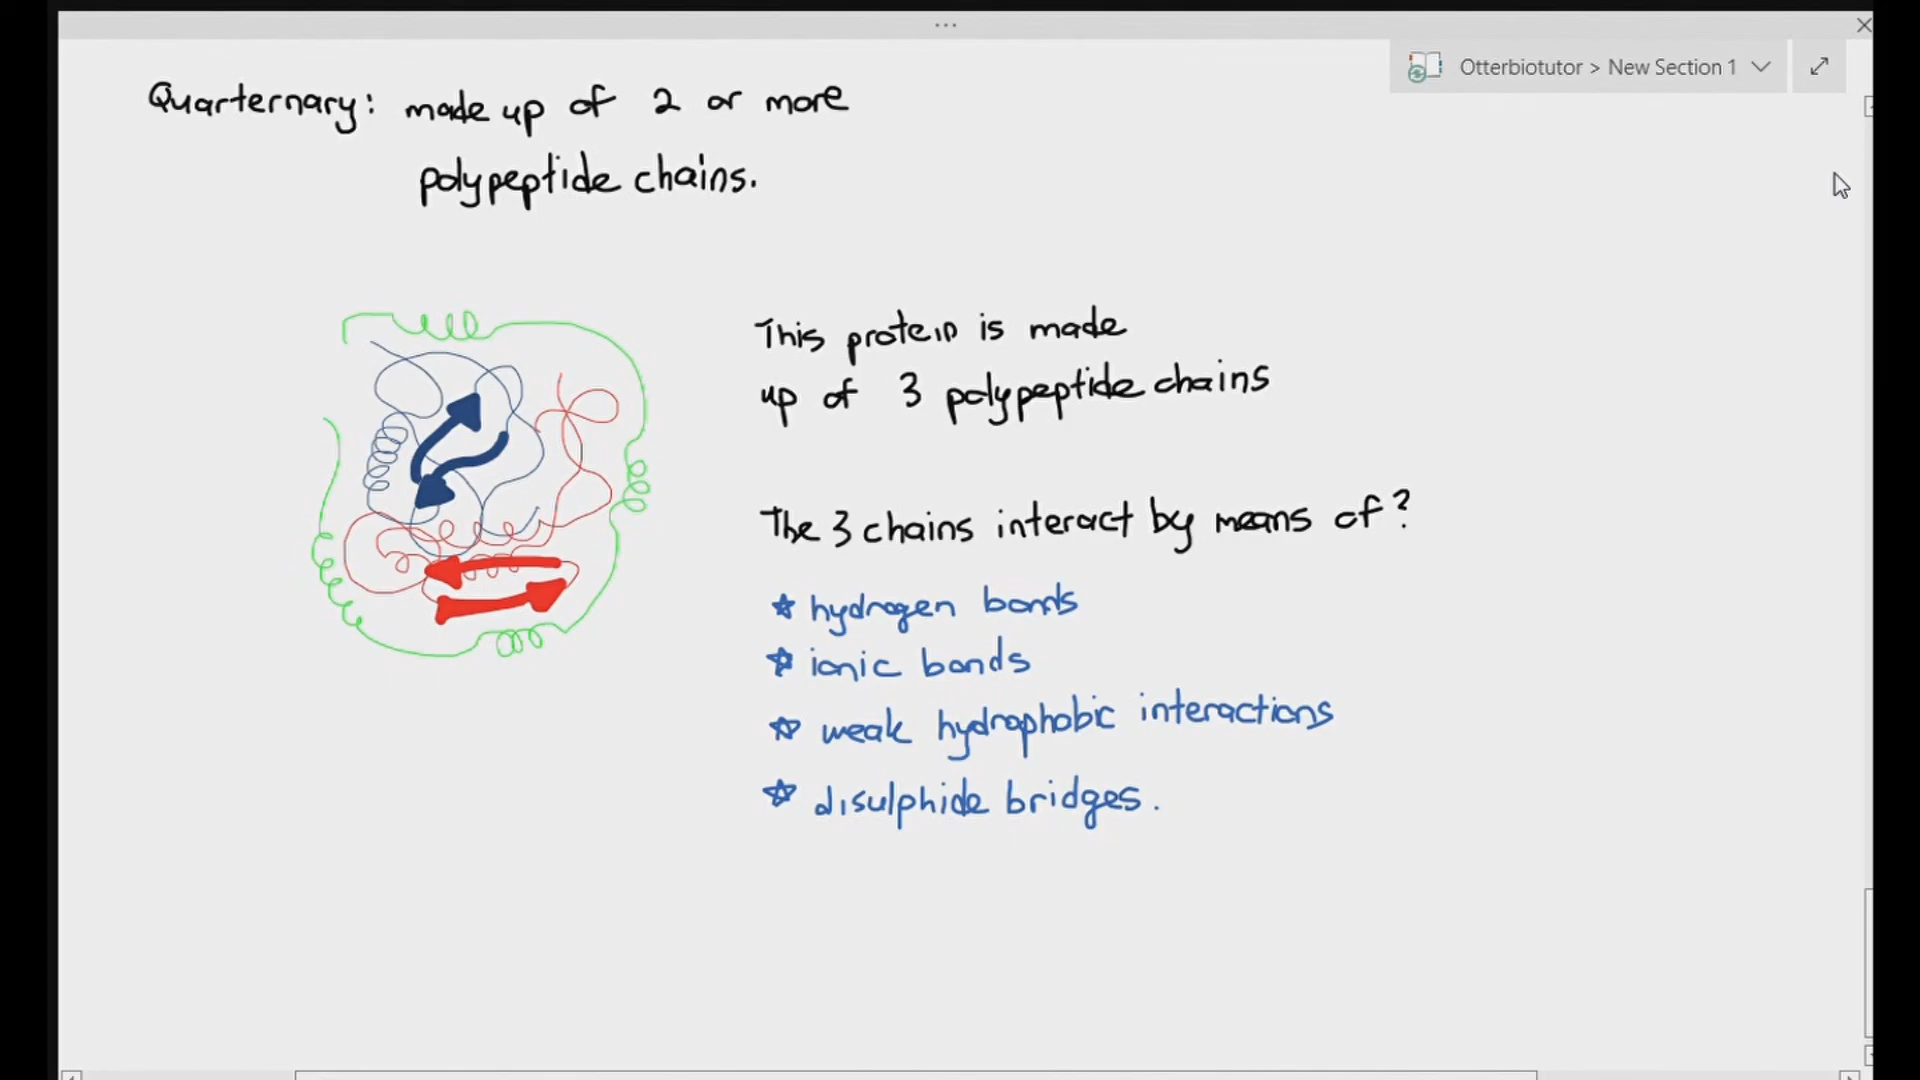 Otterbiotutor > New Section 1
Quarternary: made up of 2 or more
polypeptide chains.
This protein is made
up of 3 polypeptide chains
The 3 chains interact by means of?
☆ hydrogen bonds
☆ ionic bonds
☆ weak hydrophobic interactions
☆ disulphide bridges.